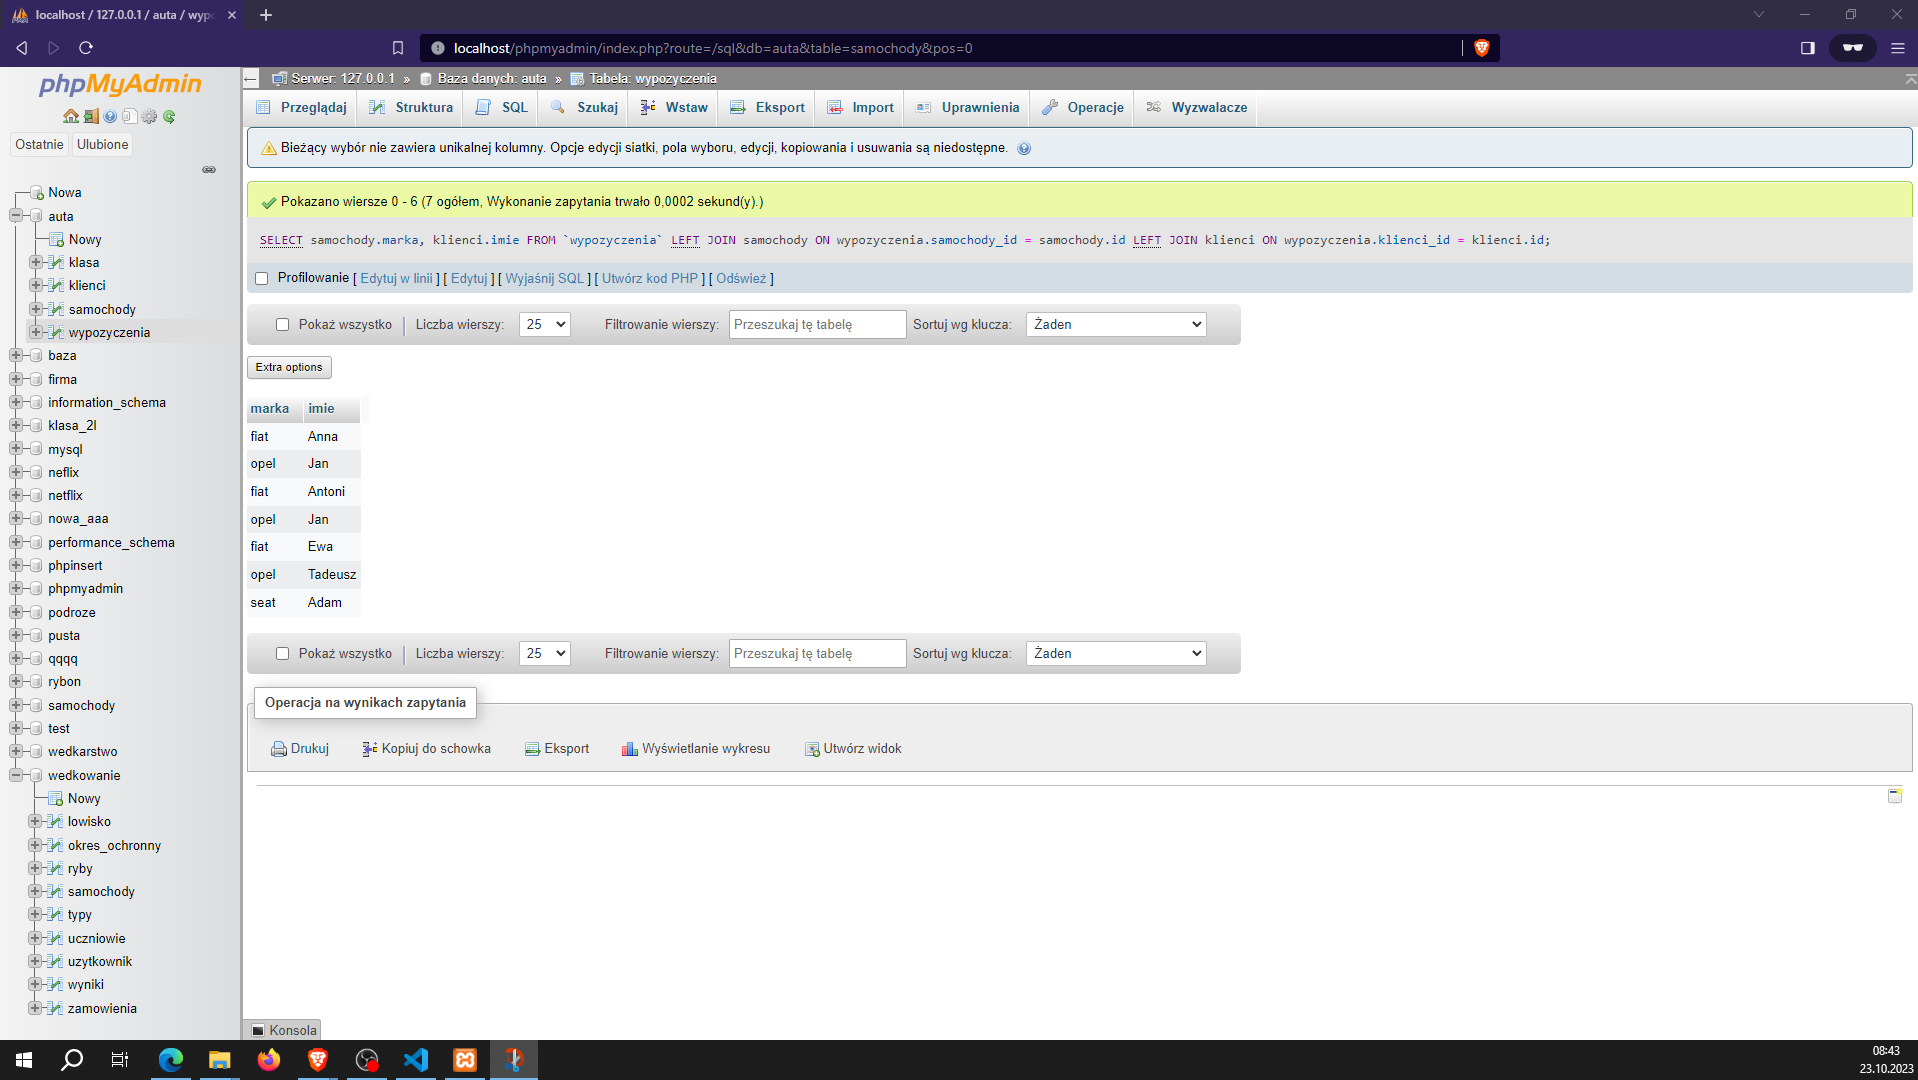 localhost / 127.0.0.1 / auta / wypo
localhost/phpmyadmin/index.php?route=/sql&db=auta&table=samochody&pos=0
phpMyAdmin
Ostatnie
Ulubione
Nowa
auta
Nowy
klasa
klienci
samochody
wypozyczenia
baza
firma
information_schema
klasa_2l
mysql
neflix
netflix
nowa_aaa
performance_schema
phpinsert
phpmyadmin
podroze
pusta
qqqq
rybon
samochody
test
wedkarstwo
wedkowanie
Nowy
lowisko
okres_ochronny
ryby
samochody
typy
uczniowie
uzytkownik
wyniki
zamowienia
Serwer: 127.0.0.1 » Baza danych: auta » Tabela: wypozyczenia
Przeglądaj Struktura SQL Szukaj Wstaw Eksport Import Uprawnienia Operacje Wyzwalacze
Bieżący wybór nie zawiera unikalnej kolumny. Opcje edycji siatki, pola wyboru, edycji, kopiowania i usuwania są niedostępne.
Pokazano wiersze 0 - 6 (7 ogółem, Wykonanie zapytania trwało 0,0002 sekund(y).)
SELECT samochody.marka, klienci.imie FROM `wypozyczenia` LEFT JOIN samochody ON wypozyczenia.samochody_id = samochody.id LEFT JOIN klienci ON wypozyczenia.klienci_id = klienci.id;
Profilowanie [ Edytuj w linii ] [ Edytuj ] [ Wyjaśnij SQL ] [ Utwórz kod PHP ] [ Odśwież ]
Pokaż wszystko | Liczba wierszy: 25 Filtrowanie wierszy: Przeszukaj tę tabelę Sortuj wg klucza: Żaden
Extra options
marka imie
fiat Anna
opel Jan
fiat Antoni
opel Jan
fiat Ewa
opel Tadeusz
seat Adam
Pokaż wszystko | Liczba wierszy: 25 Filtrowanie wierszy: Przeszukaj tę tabelę Sortuj wg klucza: Żaden
Operacja na wynikach zapytania
Drukuj Kopiuj do schowka Eksport Wyświetlanie wykresu Utwórz widok
Konsola
08:43
23.10.2023